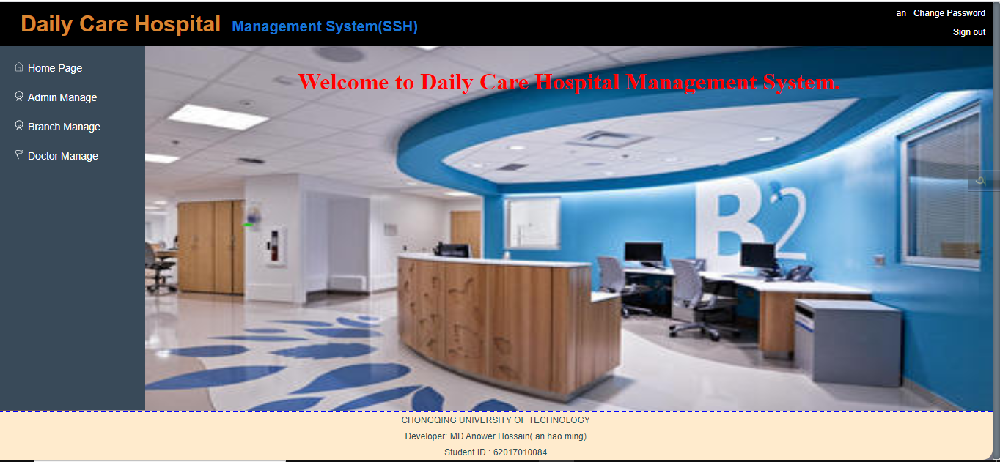 Daily Care Hospital Management System(SSH)
an Change Password
Sign out
Home Page
Admin Manage
Branch Manage
Doctor Manage
Welcome to Daily Care Hospital Management System.
B2
CHONGQING UNIVERSITY OF TECHNOLOGY
Developer: MD Anower Hossain( an hao ming)
Student ID : 62017010084